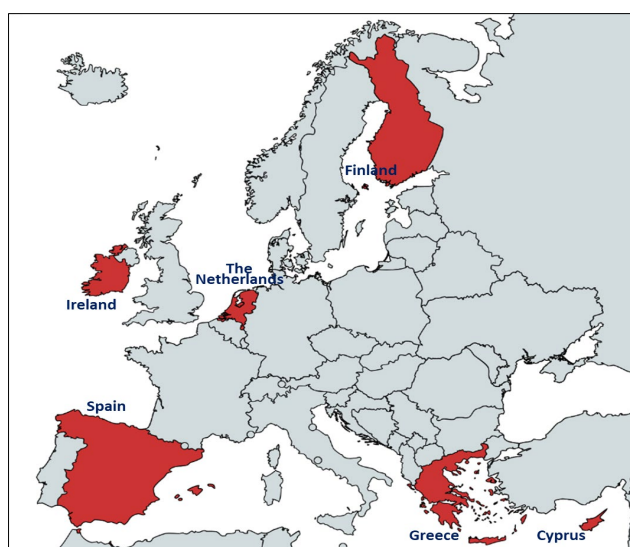 Finland
The
Netherlands
Ireland
Spain
Greece
Cyprus